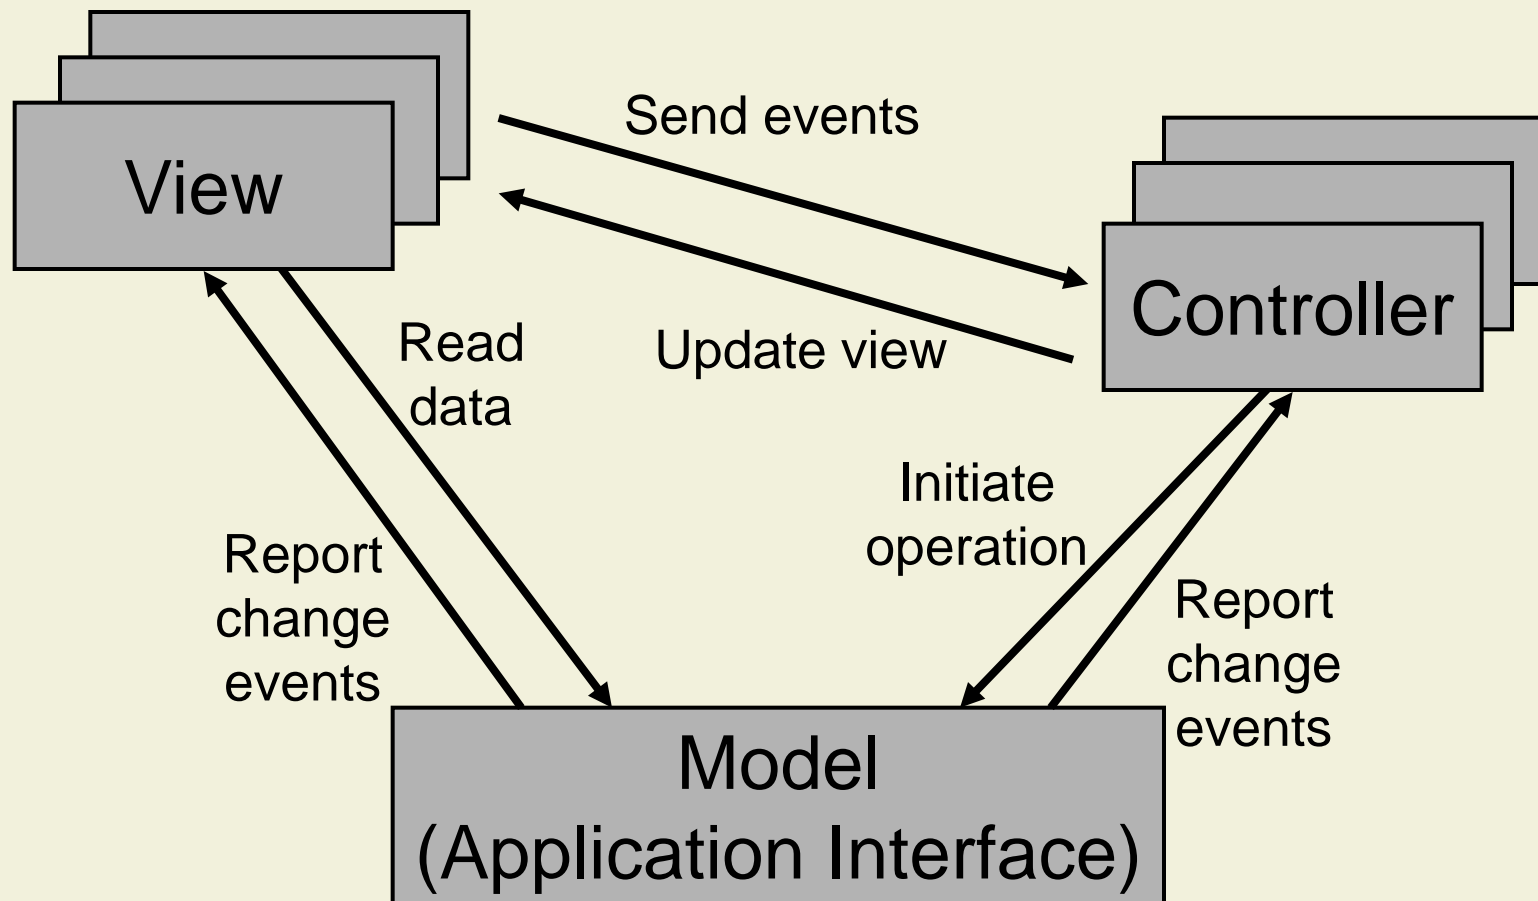 Send events
View
Controller
Read
data
Update view
Initiate
operation
Report
change
events
Report
change
events
Model
(Application Interface)